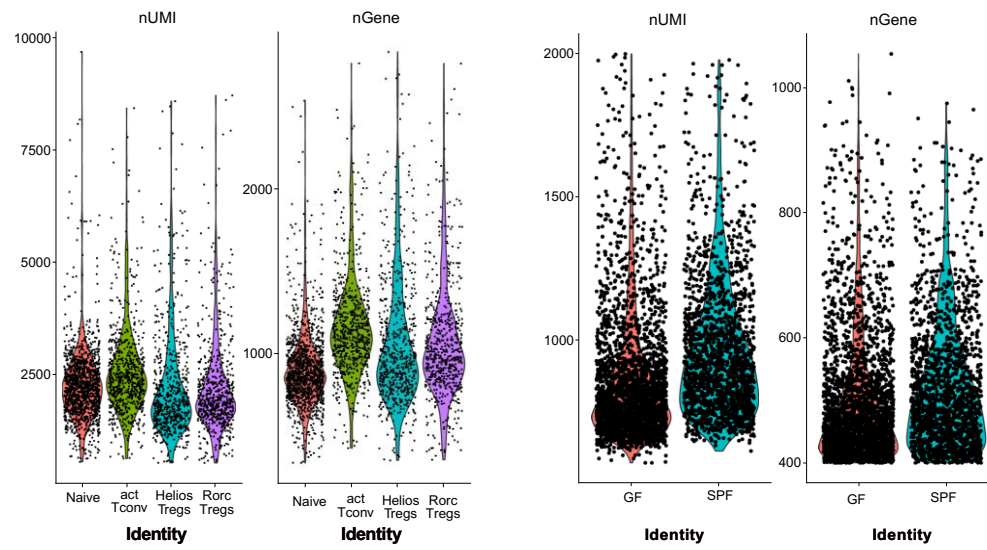 nUMI
10000
7500
5000
2500
Naive
act
Tconv
Helios
Tregs
Rorc
Tregs
Identity
nGene
2000
1000
Naive
act
Tconv
Helios
Tregs
Rorc
Tregs
Identity
nUMI
2000
1500
1000
GF
SPF
Identity
nGene
1000
800
600
400
GF
SPF
Identity